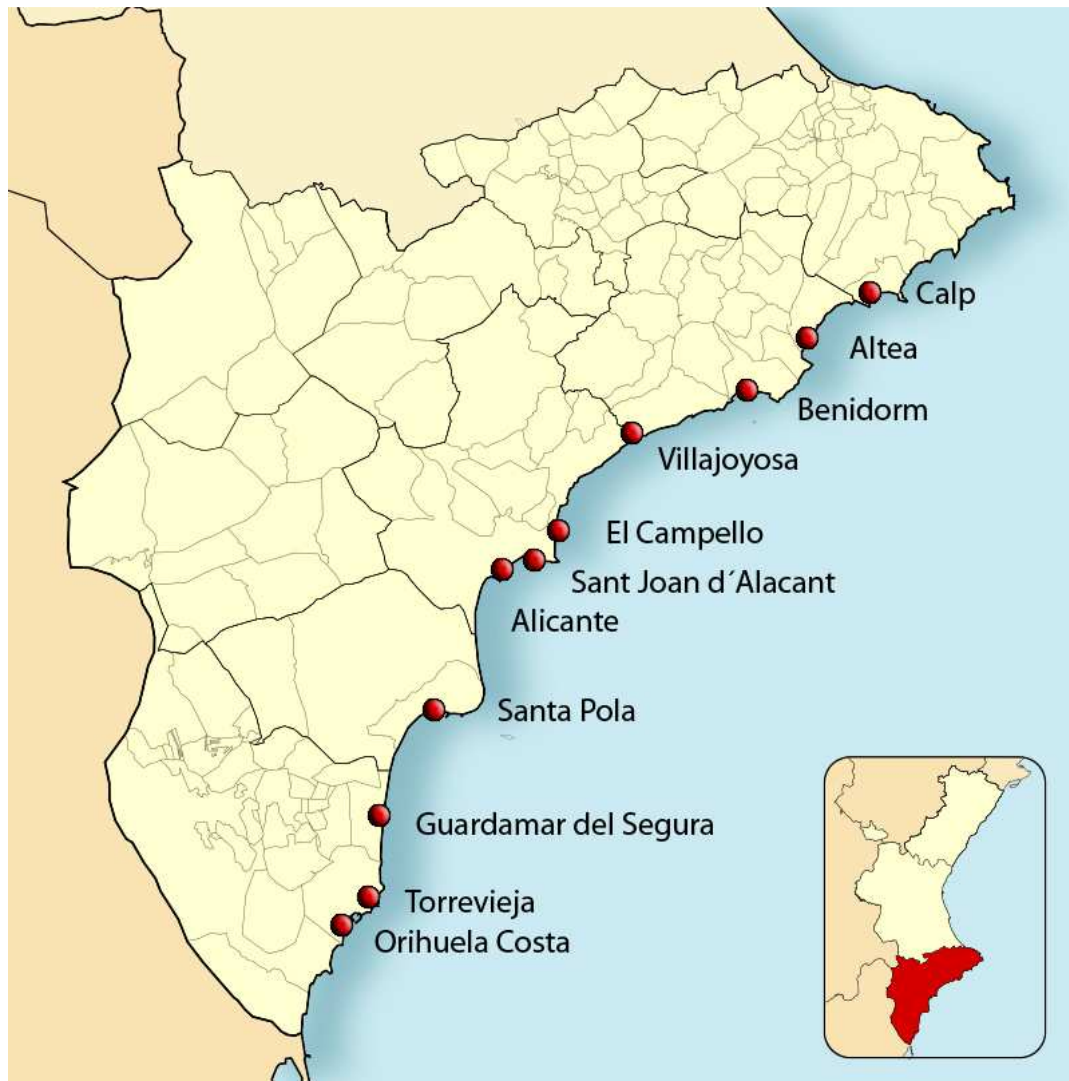 Calp
Altea
Benidorm
Villajoyosa
El Campello
Sant Joan d´Alacant
Alicante
Santa Pola
Guardamar del Segura
Torrevieja
Orihuela Costa